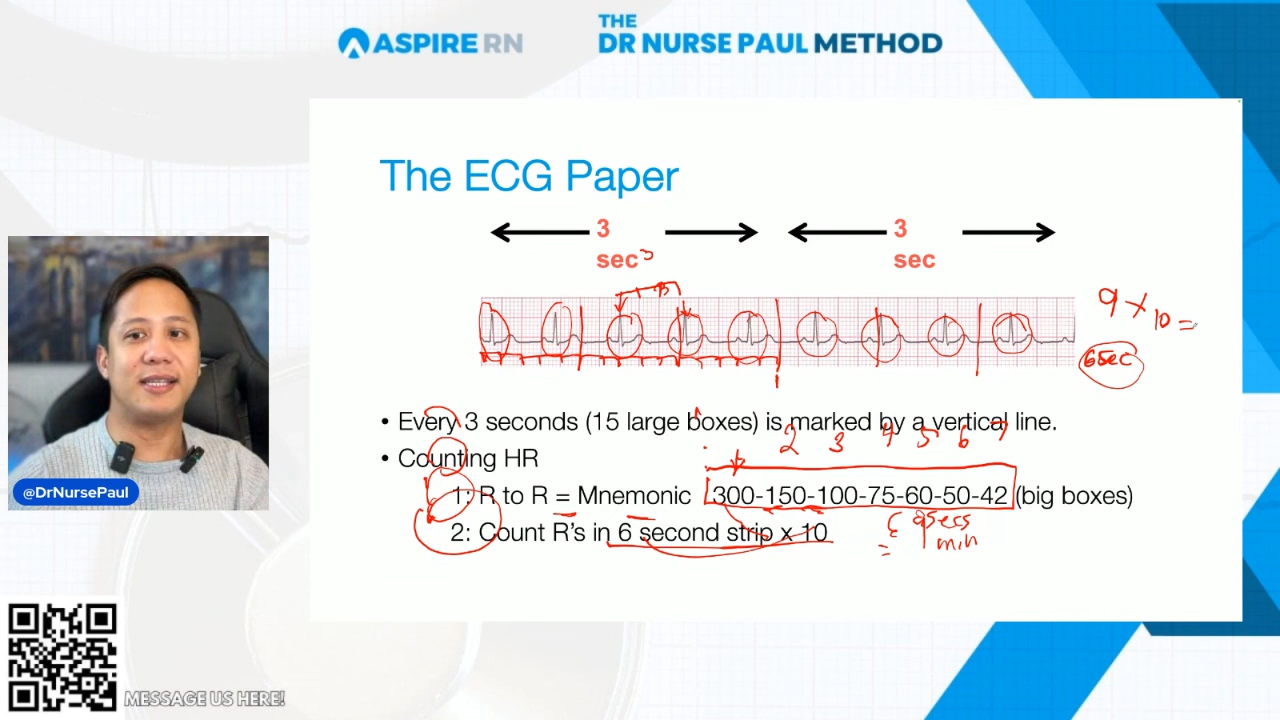 ASPIRE RN
THE
DR NURSE PAUL METHOD
The ECG Paper
3
sec
3
sec
9 x 10 =
6sec
• Every 3 seconds (15 large boxes) is marked by a vertical line.
2 3 4 5 6 7
• Counting HR
1: R to R = Mnemonic 300-150-100-75-60-50-42 (big boxes)
2: Count R's in 6 second strip x 10
min
@DrNursePaul
MESSAGE US HERE!